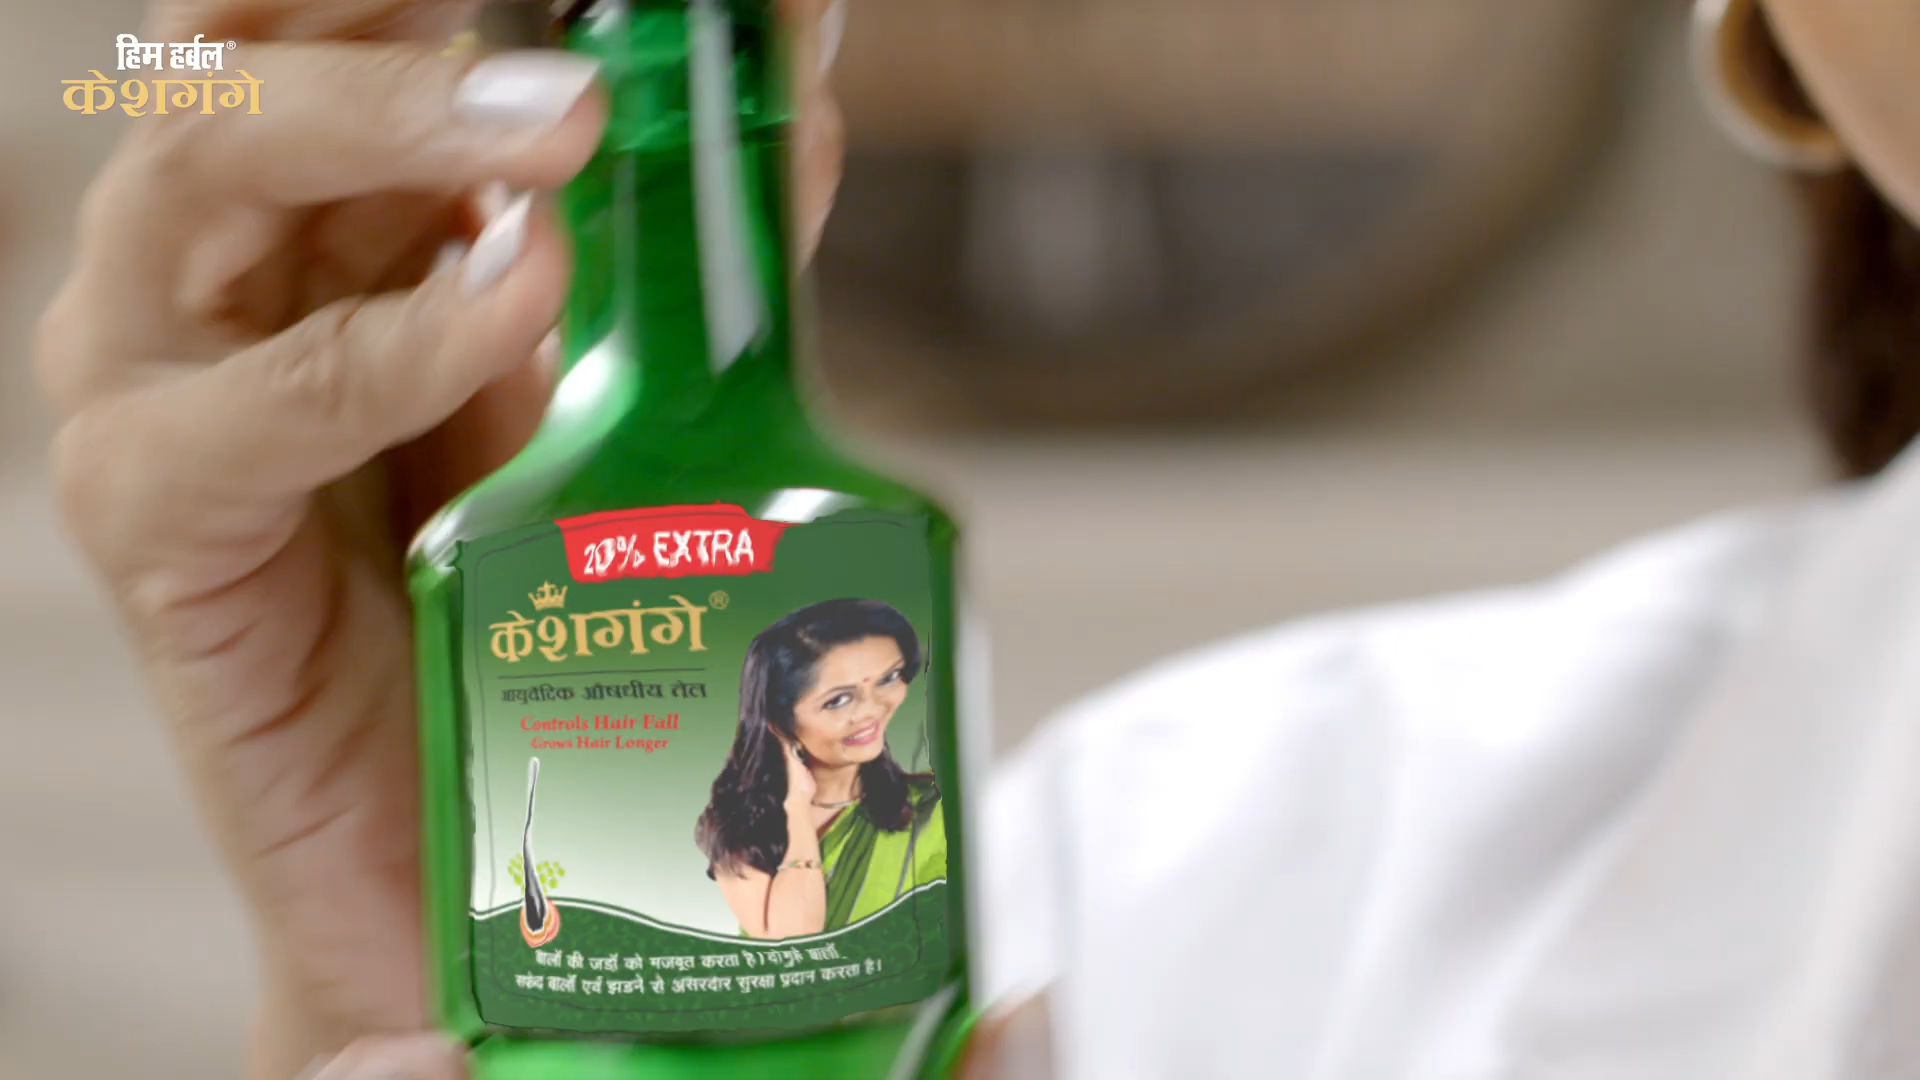 हिम हर्बल®
केशगंगे
20% EXTRA
केशगंगे®
आयुर्वेदिक औषधीय तेल
Controls Hair Fall
Grows Hair Longer
बालों की जड़ों को मजबूत करता है। दोमुहे बालों,
सफेद बालों एवं झडने से असरदार सुरक्षा प्रदान करता है।